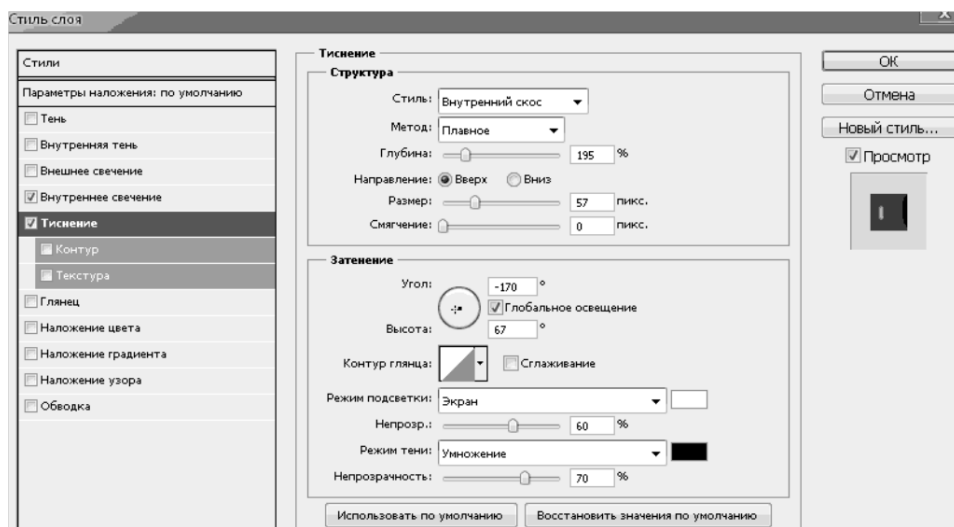 Стиль слоя
X
Стили
Параметры наложения: по умолчанию
Тень
Внутренняя тень
Внешнее свечение
Внутреннее свечение
Тиснение
Контур
Текстура
Глянец
Наложение цвета
Наложение градиента
Наложение узора
Обводка
Тиснение
Структура
Стиль: Внутренний скос
Метод: Плавное
Глубина: 195 %
Направление: Вверх Вниз
Размер: 57 пикс.
Смягчение: 0 пикс.
Затенение
Угол: -170 °
Глобальное освещение
Высота: 67 °
Контур глянца: Сглаживание
Режим подсветки: Экран
Непрозр.: 60 %
Режим тени: Умножение
Непрозрачность: 70 %
Использовать по умолчанию Восстановить значения по умолчанию
ОК
Отмена
Новый стиль...
Просмотр